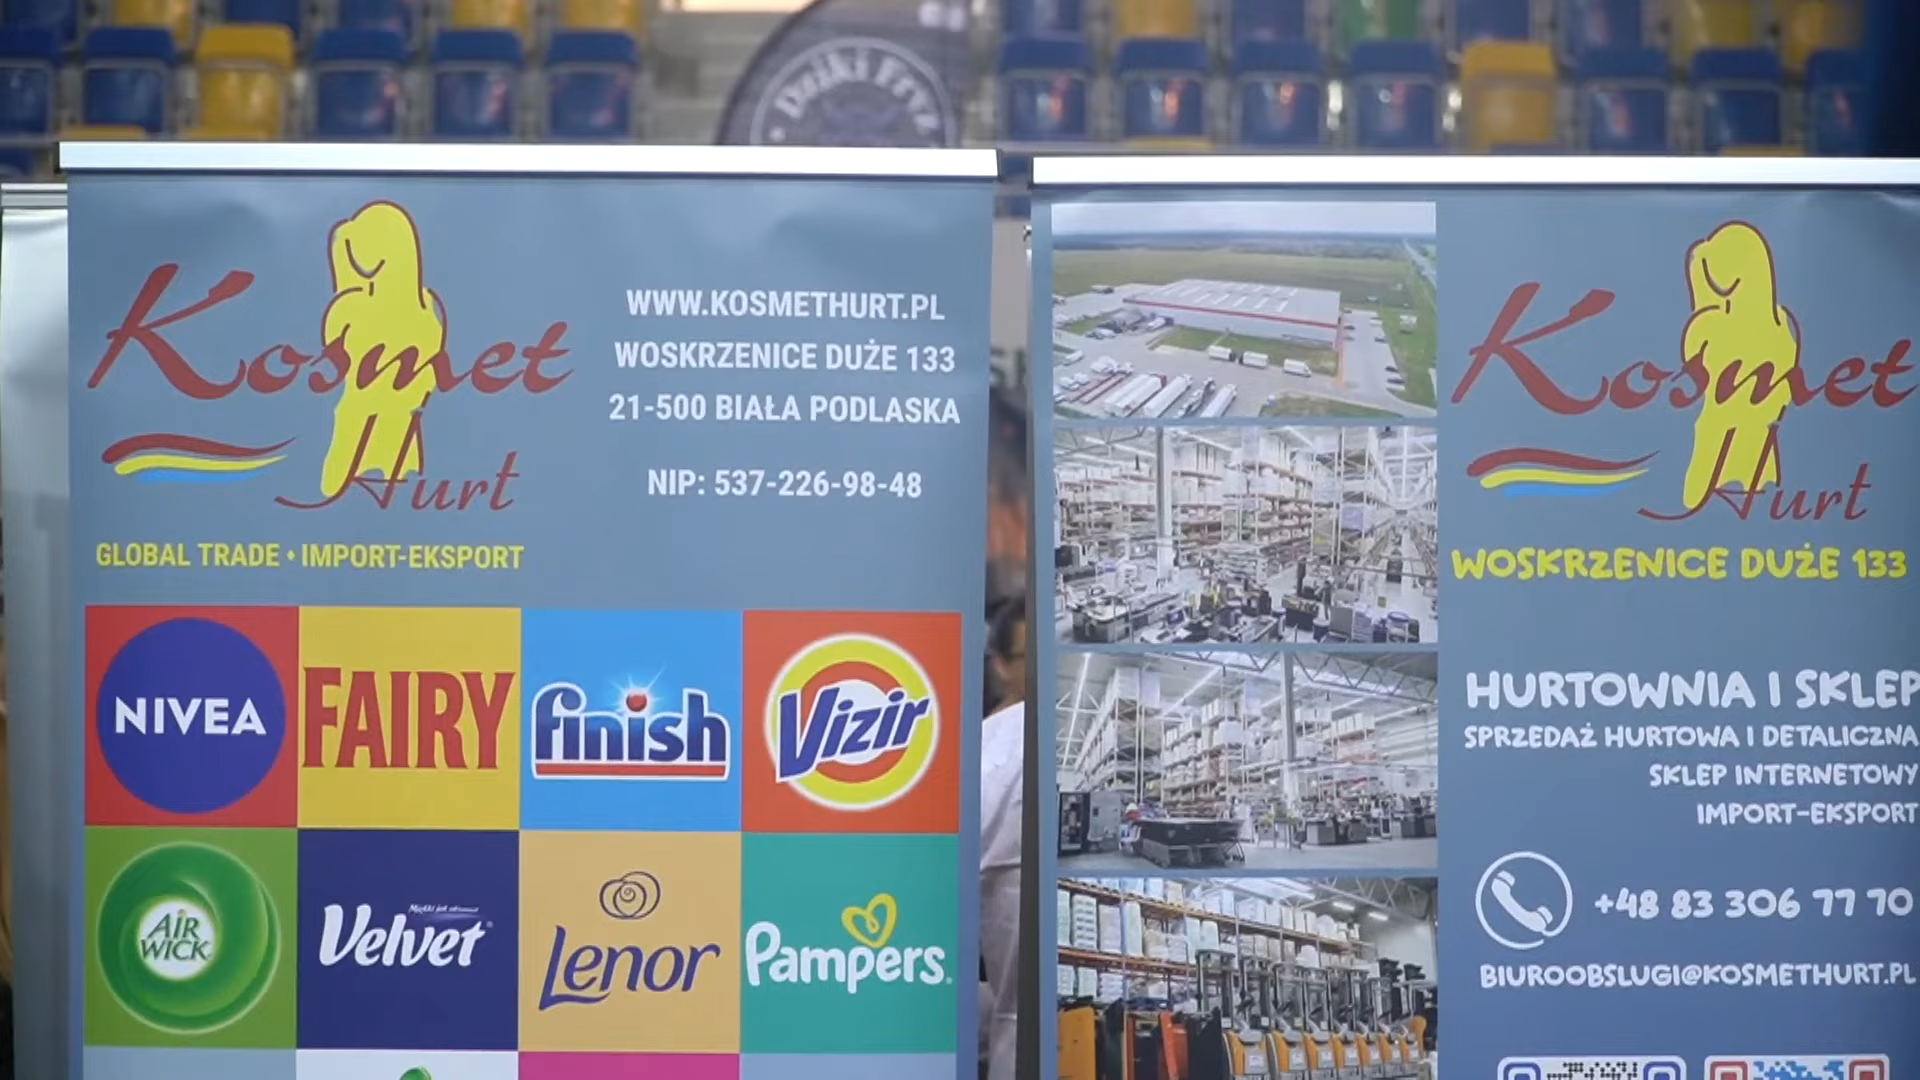 Dziki Fryz
Kosmet
Hurt
GLOBAL TRADE • IMPORT-EKSPORT
WWW.KOSMETHURT.PL
WOSKRZENICE DUŻE 133
21-500 BIAŁA PODLASKA
NIP: 537-226-98-48
NIVEA
FAIRY
finish
Vizir
AIR
WICK
Velvet
Lenor
Pampers
Kosmet
Hurt
WOSKRZENICE DUŻE 133
HURTOWNIA I SKLEP
SPRZEDAŻ HURTOWA I DETALICZNA
SKLEP INTERNETOWY
IMPORT-EKSPORT
+48 83 306 77 70
BIUROOBSLUGI@KOSMETHURT.PL